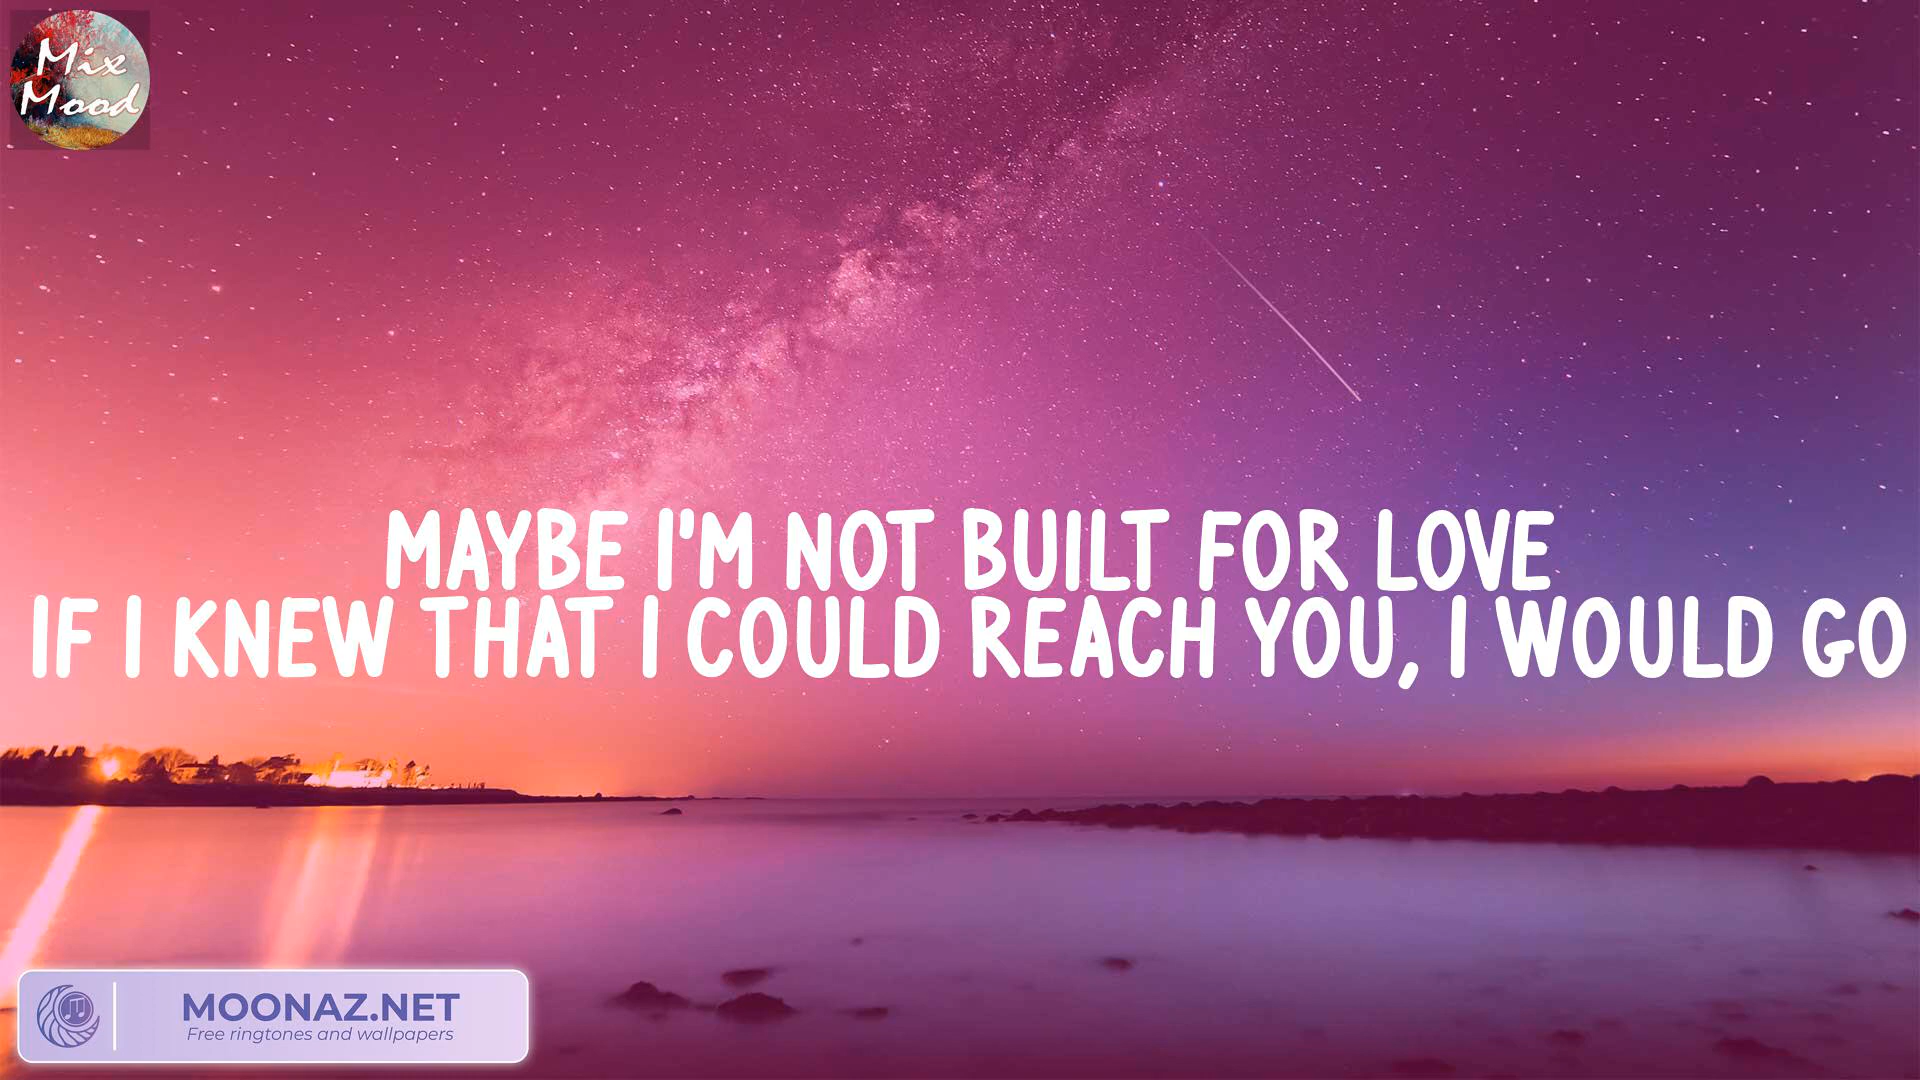 Mix
Mood
MAYBE I'M NOT BUILT FOR LOVE
IF I KNEW THAT I COULD REACH YOU, I WOULD GO
MOONAZ.NET
Free ringtones and wallpapers